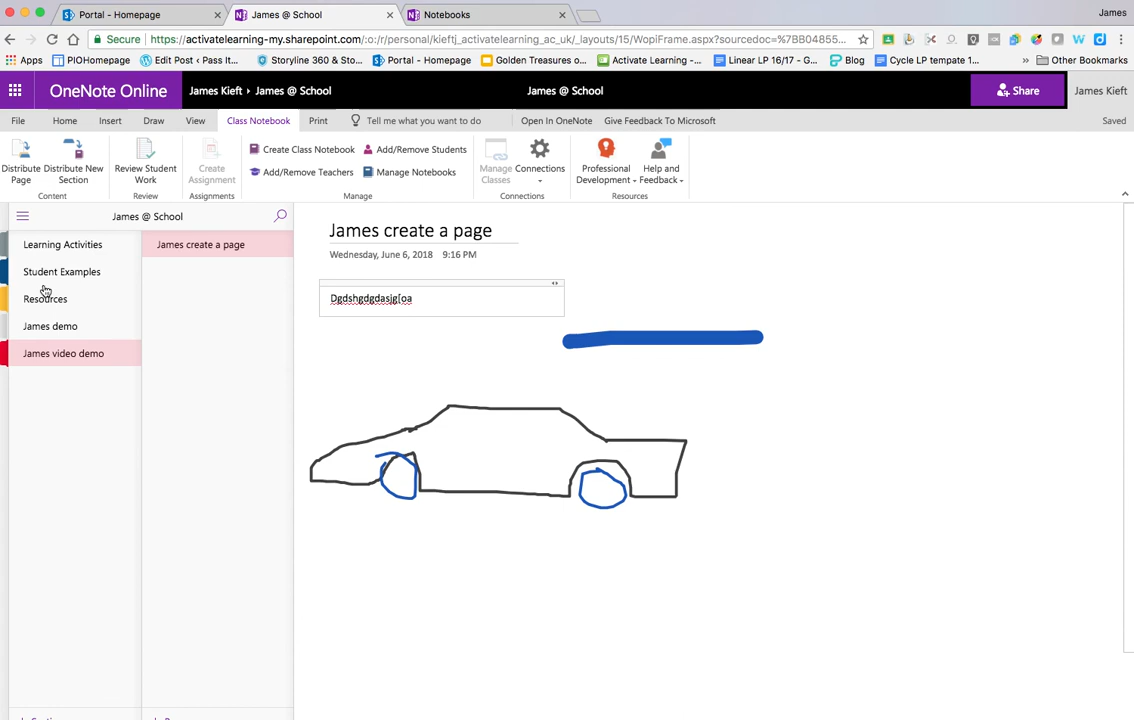 Portal - Homepage
James @ School
Notebooks
James
Secure
https://activatelearning-my.sharepoint.com/:o:/r/personal/kieftj_activatelearning_ac_uk/_layouts/15/WopiFrame.aspx?sourcedoc=%7BB04855...
Apps
PIOHomepage
Edit Post ‹ Pass It...
Storyline 360 & Sto...
Portal - Homepage
Golden Treasures o...
Activate Learning -...
Linear LP 16/17 - G...
Blog
Cycle LP tempate 1...
»
Other Bookmarks
OneNote Online
James Kieft ▸ James @ School
James @ School
Share
James Kieft
File
Home
Insert
Draw
View
Class Notebook
Print
Tell me what you want to do
Open In OneNote
Give Feedback To Microsoft
Saved
Distribute Page
Distribute New Section
Content
Review Student Work
Review
Create Assignment
Assignments
Create Class Notebook
Add/Remove Students
Add/Remove Teachers
Manage Notebooks
Manage
Manage Classes
Connections
Connections
Professional Development
Help and Feedback
Resources
James @ School
Learning Activities
Student Examples
Resources
James demo
James video demo
James create a page
James create a page
Wednesday, June 6, 2018 9:16 PM
Dgdshgdgdasjg[oa